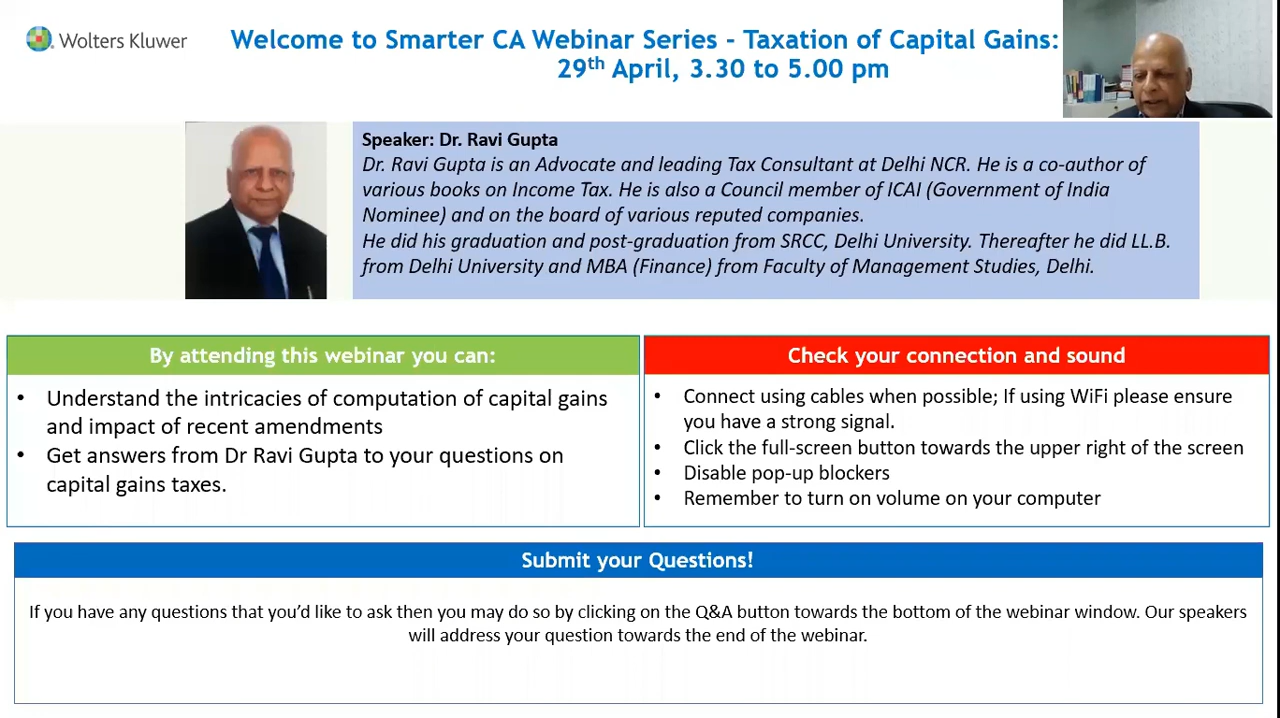 Wolters Kluwer
Welcome to Smarter CA Webinar Series - Taxation of Capital Gains:
29th April, 3.30 to 5.00 pm
Speaker: Dr. Ravi Gupta
Dr. Ravi Gupta is an Advocate and leading Tax Consultant at Delhi NCR. He is a co-author of
various books on Income Tax. He is also a Council member of ICAI (Government of India
Nominee) and on the board of various reputed companies.
He did his graduation and post-graduation from SRCC, Delhi University. Thereafter he did LL.B.
from Delhi University and MBA (Finance) from Faculty of Management Studies, Delhi.
By attending this webinar you can:
• Understand the intricacies of computation of capital gains
and impact of recent amendments
• Get answers from Dr Ravi Gupta to your questions on
capital gains taxes.
Check your connection and sound
• Connect using cables when possible; If using WiFi please ensure
you have a strong signal.
• Click the full-screen button towards the upper right of the screen
• Disable pop-up blockers
• Remember to turn on volume on your computer
Submit your Questions!
If you have any questions that you’d like to ask then you may do so by clicking on the Q&A button towards the bottom of the webinar window. Our speakers
will address your question towards the end of the webinar.